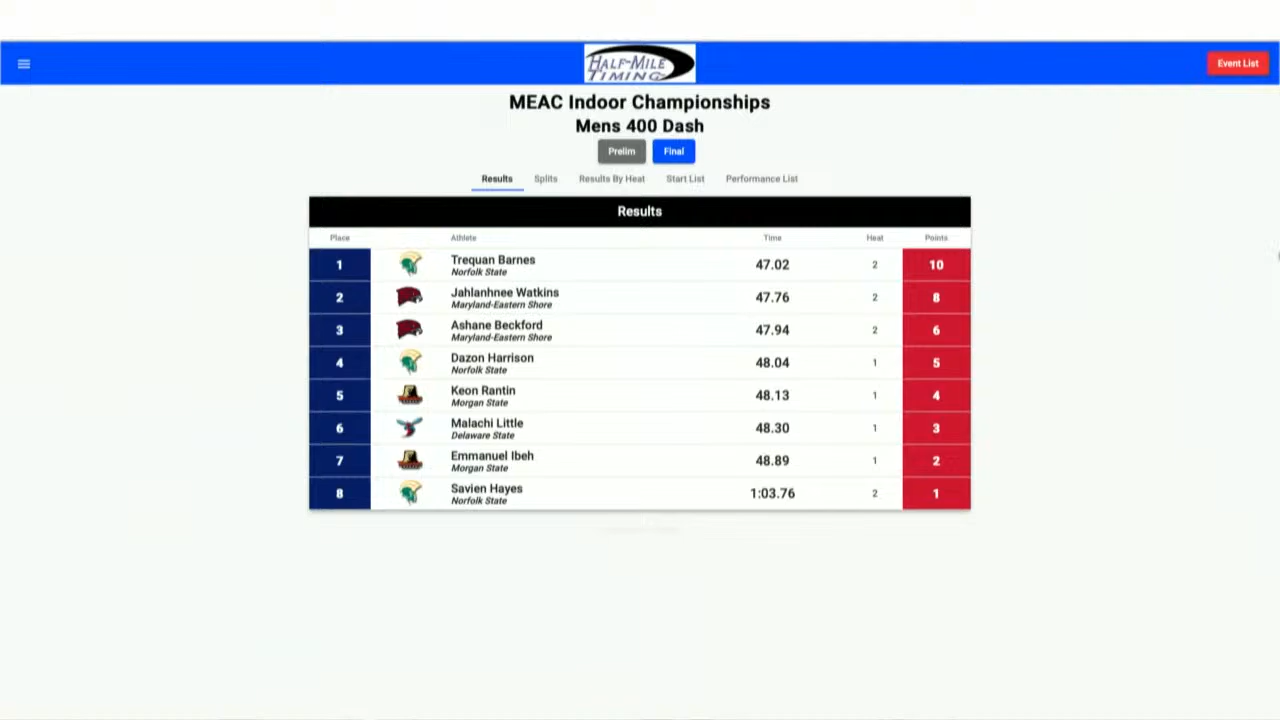 HALF-MILE
TIMING
Event List
MEAC Indoor Championships
Mens 400 Dash
Prelim Final
Results Splits Results By Heat Start List Performance List
Results
Place Athlete Time Heat Points
1 Trequan Barnes 47.02 2 10
Norfolk State
2 Jahlanhnee Watkins 47.76 2 8
Maryland-Eastern Shore
3 Ashane Beckford 47.94 2 6
Maryland-Eastern Shore
4 Dazon Harrison 48.04 1 5
Norfolk State
5 Keon Rantin 48.13 1 4
Morgan State
6 Malachi Little 48.30 1 3
Delaware State
7 Emmanuel Ibeh 48.89 1 2
Morgan State
8 Savien Hayes 1:03.76 2 1
Norfolk State